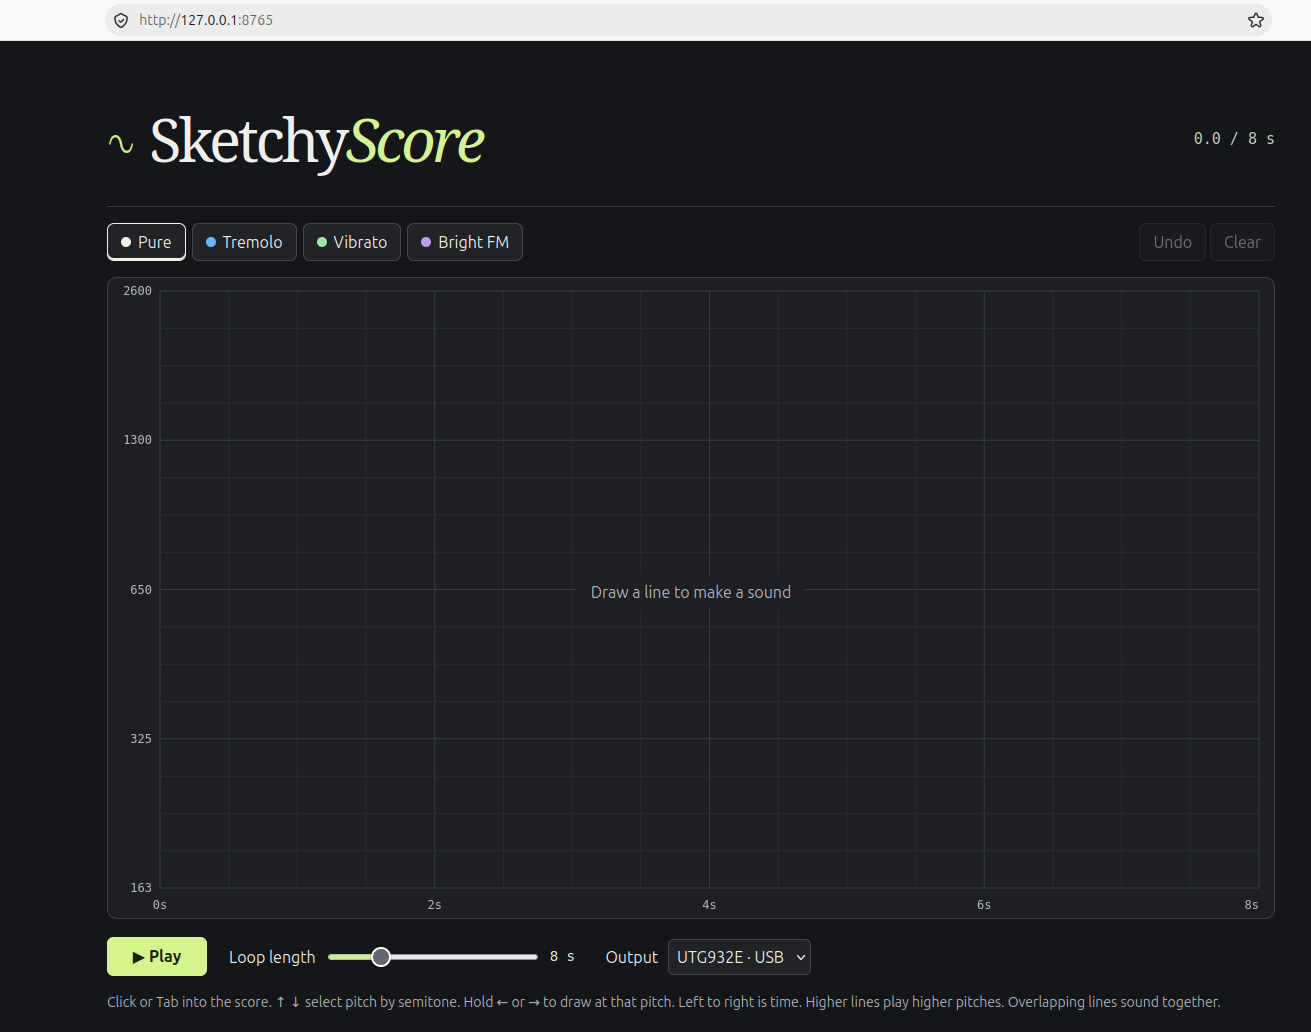 http://127.0.0.1:8765
SketchyScore
0.0 / 8 s
Pure Tremolo Vibrato Bright FM Undo Clear
2600
1300
650
Draw a line to make a sound
325
163
0s 2s 4s 6s 8s
▶ Play Loop length 8 s Output UTG932E · USB
Click or Tab into the score. ↑ ↓ select pitch by semitone. Hold ← or → to draw at that pitch. Left to right is time. Higher lines play higher pitches. Overlapping lines sound together.